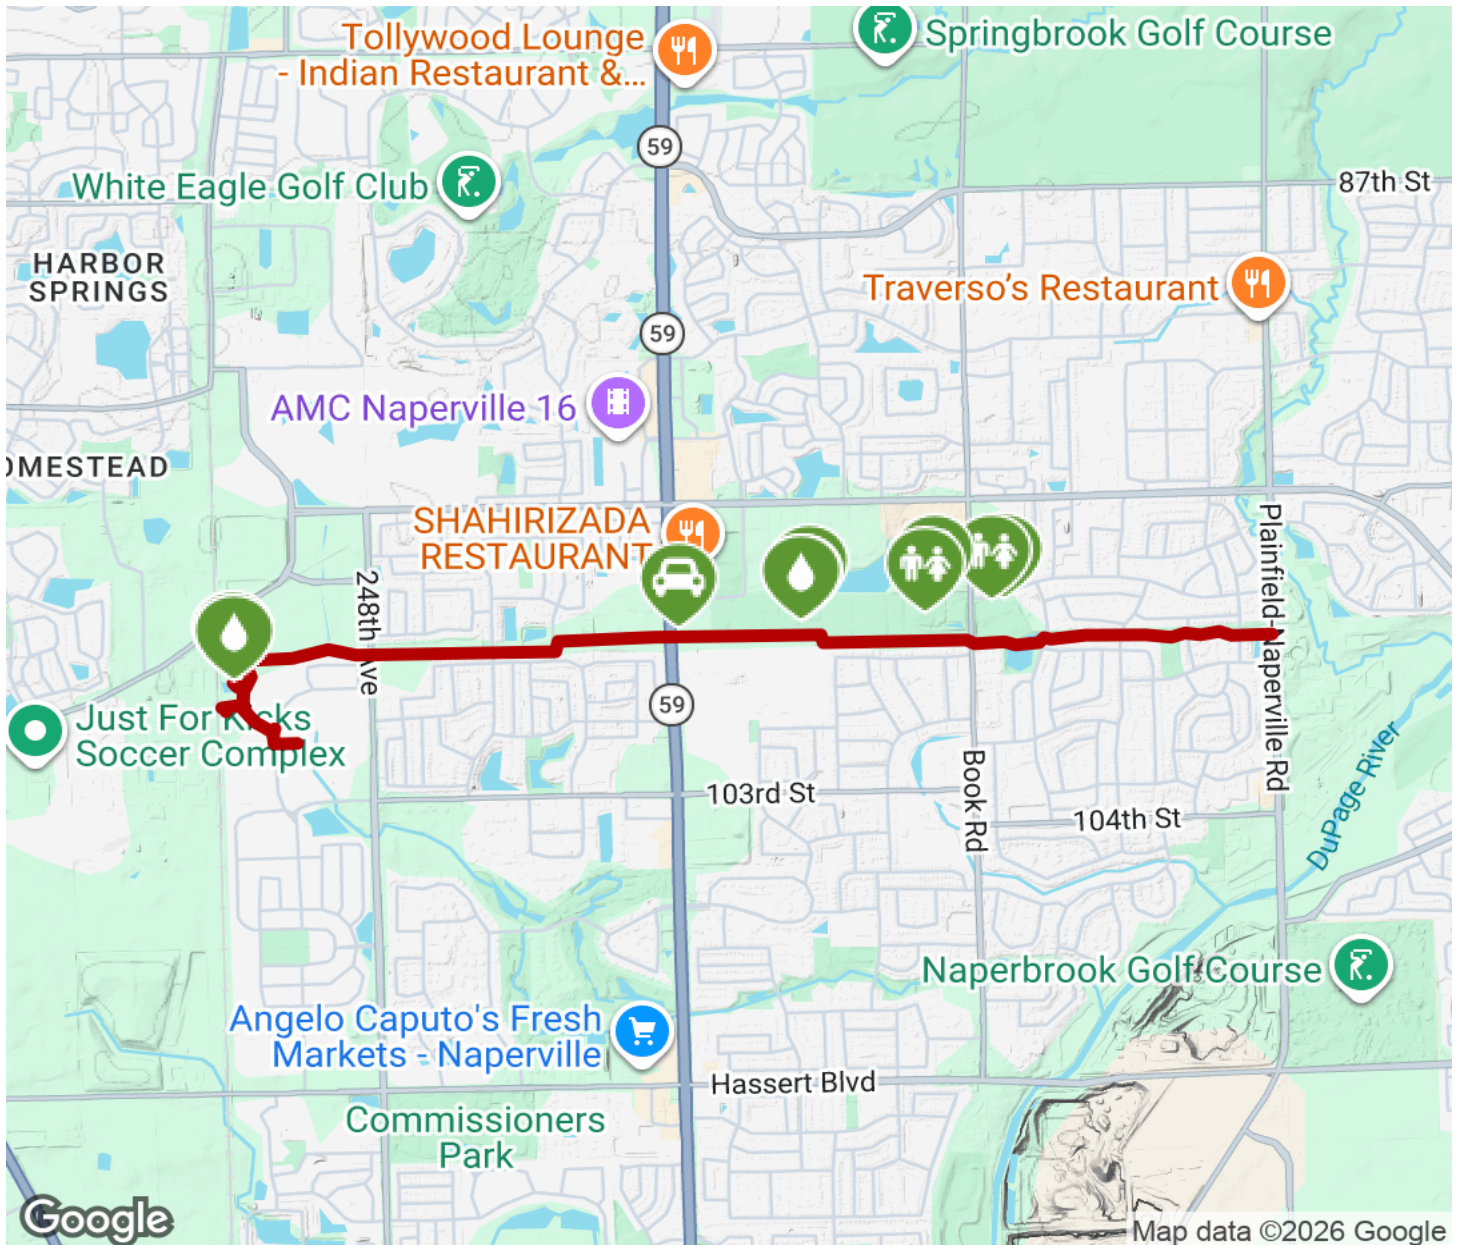 Tollywood Lounge
- Indian Restaurant &...
Springbrook Golf Course
59
White Eagle Golf Club
87th St
HARBOR
SPRINGS
Traverso's Restaurant
59
AMC Naperville 16
OMESTEAD
SHAHIRIZADA
RESTAURANT
Plainfield-Naperville Rd
248th Ave
59
Just For Kicks
Soccer Complex
103rd St
Book Rd
104th St
DuPage River
Naperbrook Golf Course
Angelo Caputo's Fresh
Markets - Naperville
Hassert Blvd
Commissioners
Park
Google
Map data ©2026 Google